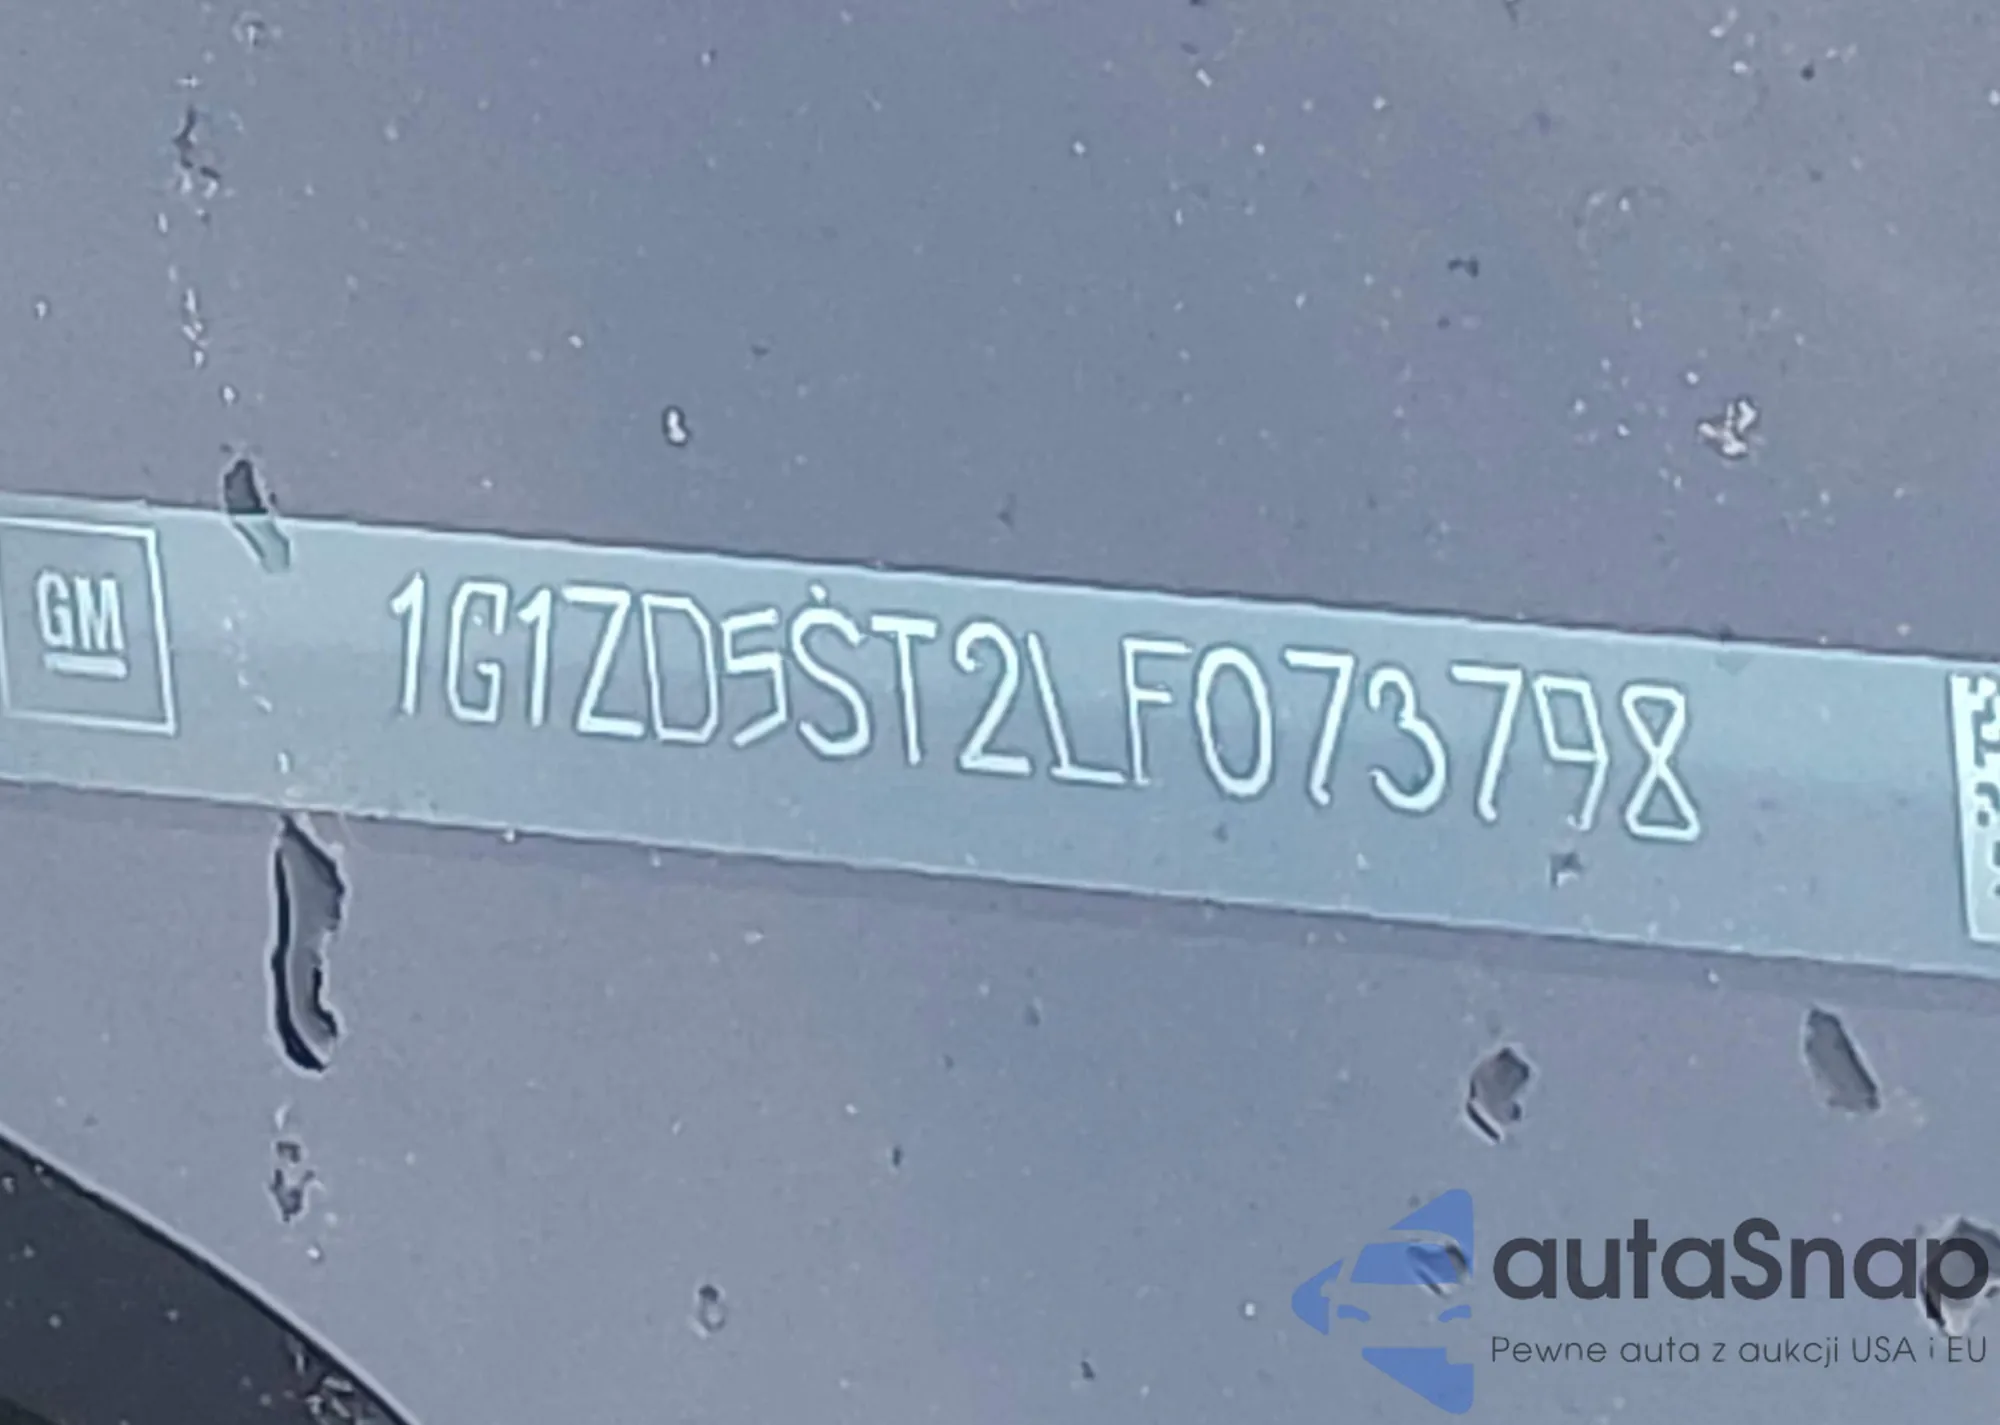 GM
1G1ZD5ST2LF073798
autaSnap
Pewne auta z aukcji USA i EU